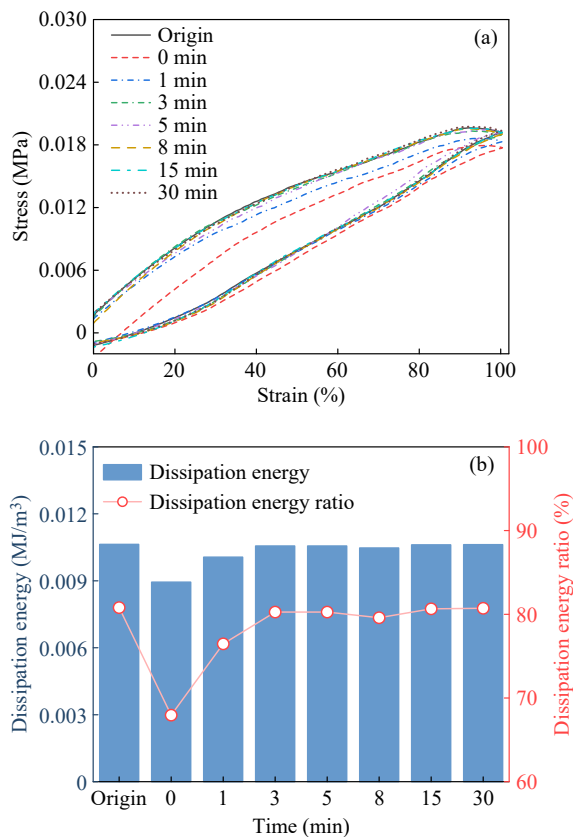 0.030
(a)
Origin
0 min
0.024
1 min
3 min
5 min
0.018
8 min
15 min
30 min
0.012
0.006
0
Stress (MPa)
0 20 40 60 80 100
Strain (%)
0.015 100
(b)
Dissipation energy
Dissipation energy ratio
0.012 90
0.009
80
0.006
70
0.003
0 60
Dissipation energy (MJ/m³)
Dissipation energy ratio (%)
Origin 0 1 3 5 8 15 30
Time (min)